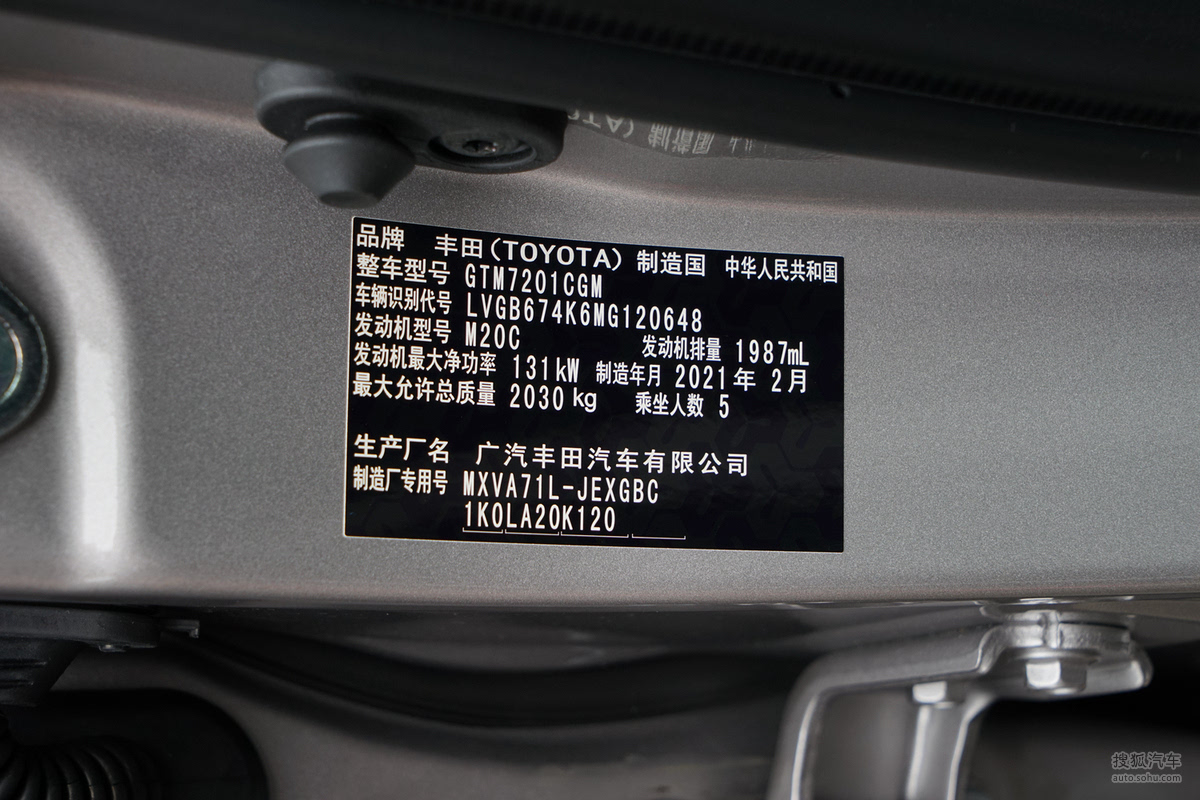 品牌 丰田(TOYOTA) 制造国 中华人民共和国
整车型号 GTM7201CGM
车辆识别代号 LVGB674K6MG120648
发动机型号 M20C 发动机排量 1987mL
发动机最大净功率 131kW 制造年月 2021年 2月
最大允许总质量 2030kg 乘坐人数 5
生产厂名 广汽丰田汽车有限公司
制造厂专用号 MXVA71L-JEXGBC
1K0LA20K120
搜狐汽车
auto.sohu.com